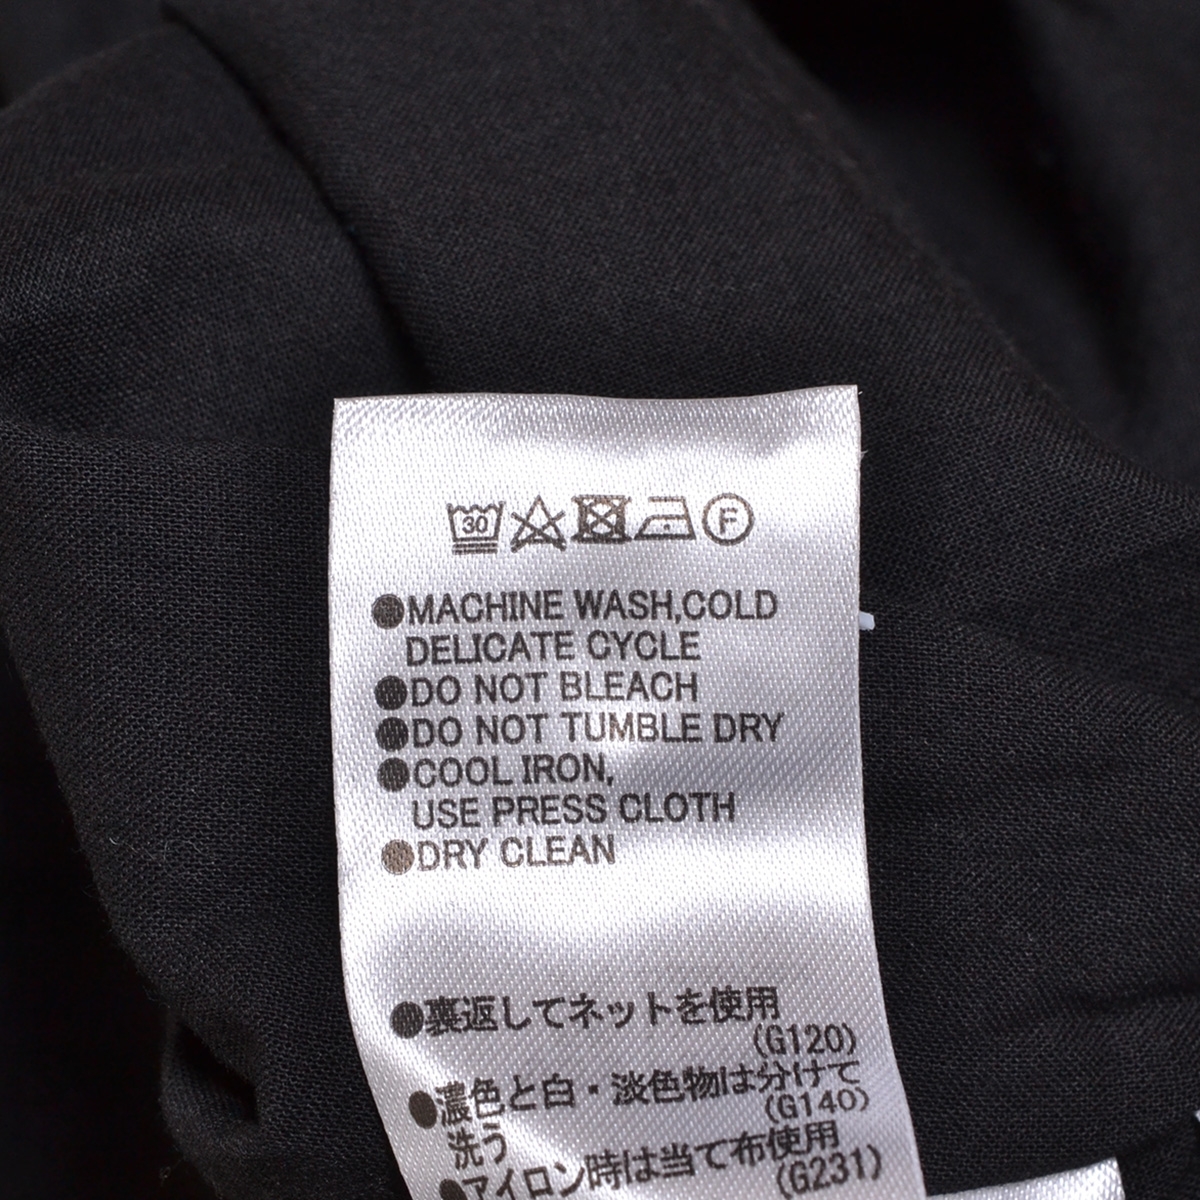 30 F
●MACHINE WASH,COLD
DELICATE CYCLE
●DO NOT BLEACH
●DO NOT TUMBLE DRY
●COOL IRON,
USE PRESS CLOTH
●DRY CLEAN
●裏返してネットを使用
(G120)
●濃色と白・淡色物は分けて
(G140)
洗う
●アイロン時は当て布使用
(G231)